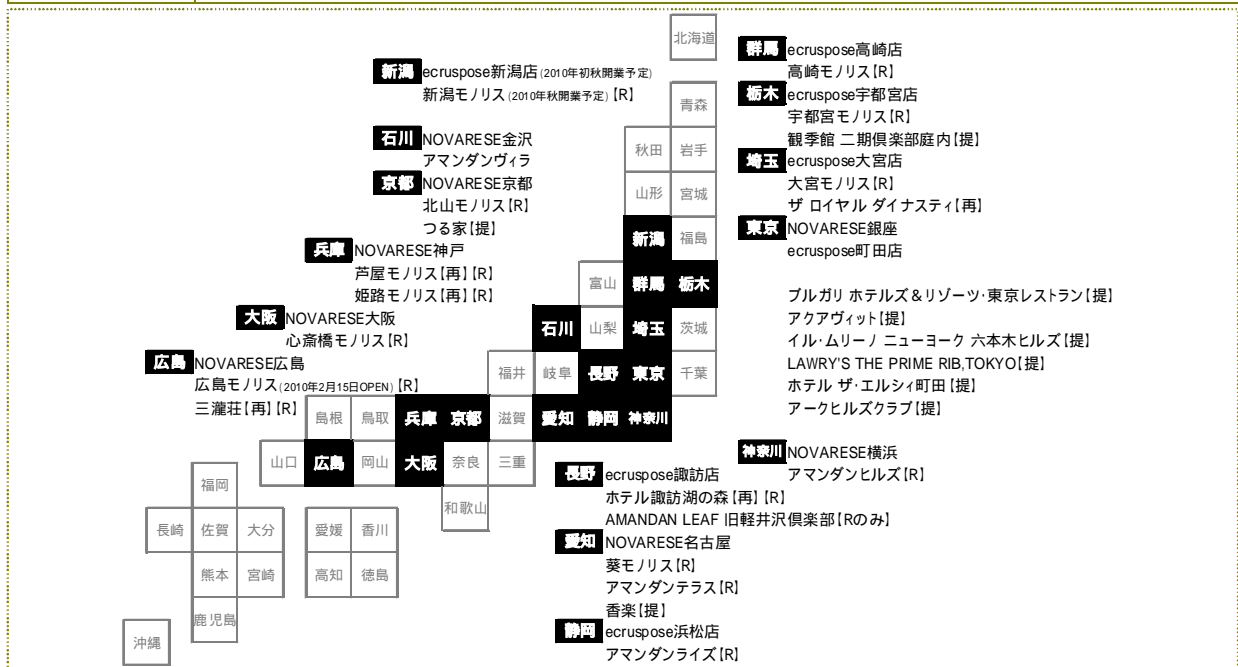 新潟 ecruspose新潟店(2010年初秋開業予定)
新潟モノリス(2010年秋開業予定)【R】
石川 NOVARESE金沢
アマンダンヴィラ
京都 NOVARESE京都
北山モノリス【R】
つる家【提】
兵庫 NOVARESE神戸
芦屋モノリス【再】【R】
姫路モノリス【再】【R】
大阪 NOVARESE大阪
心斎橋モノリス【R】
広島 NOVARESE広島
広島モノリス(2010年2月15日OPEN)【R】
三瀧荘【再】【R】
群馬 ecruspose高崎店
高崎モノリス【R】
栃木 ecruspose宇都宮店
宇都宮モノリス【R】
観季館 二期倶楽部庭内【提】
埼玉 ecruspose大宮店
大宮モノリス【R】
ザ ロイヤル ダイナスティ【再】
東京 NOVARESE銀座
ecruspose町田店
ブルガリ ホテルズ&リゾーツ・東京レストラン【提】
アクアヴィット【提】
イル・ムリーノ ニューヨーク 六本木ヒルズ【提】
LAWRY'S THE PRIME RIB,TOKYO【提】
ホテル ザ・エルシィ町田【提】
アークヒルズクラブ【提】
神奈川 NOVARESE横浜
アマンダンヒルズ【R】
長野 ecruspose諏訪店
ホテル諏訪湖の森【再】【R】
AMANDAN LEAF 旧軽井沢倶楽部【Rのみ】
愛知 NOVARESE名古屋
葵モノリス【R】
アマンダンテラス【R】
香楽【提】
静岡 ecruspose浜松店
アマンダンライズ【R】
北海道
青森
秋田 岩手
山形 宮城
新潟 福島
富山 群馬 栃木
石川 山梨 埼玉 茨城
福井 岐阜 長野 東京 千葉
島根 鳥取 兵庫 京都 滋賀 愛知 静岡 神奈川
山口 広島 岡山 大阪 奈良 三重
和歌山
福岡
長崎 佐賀 大分 愛媛 香川
熊本 宮崎 高知 徳島
鹿児島
沖縄